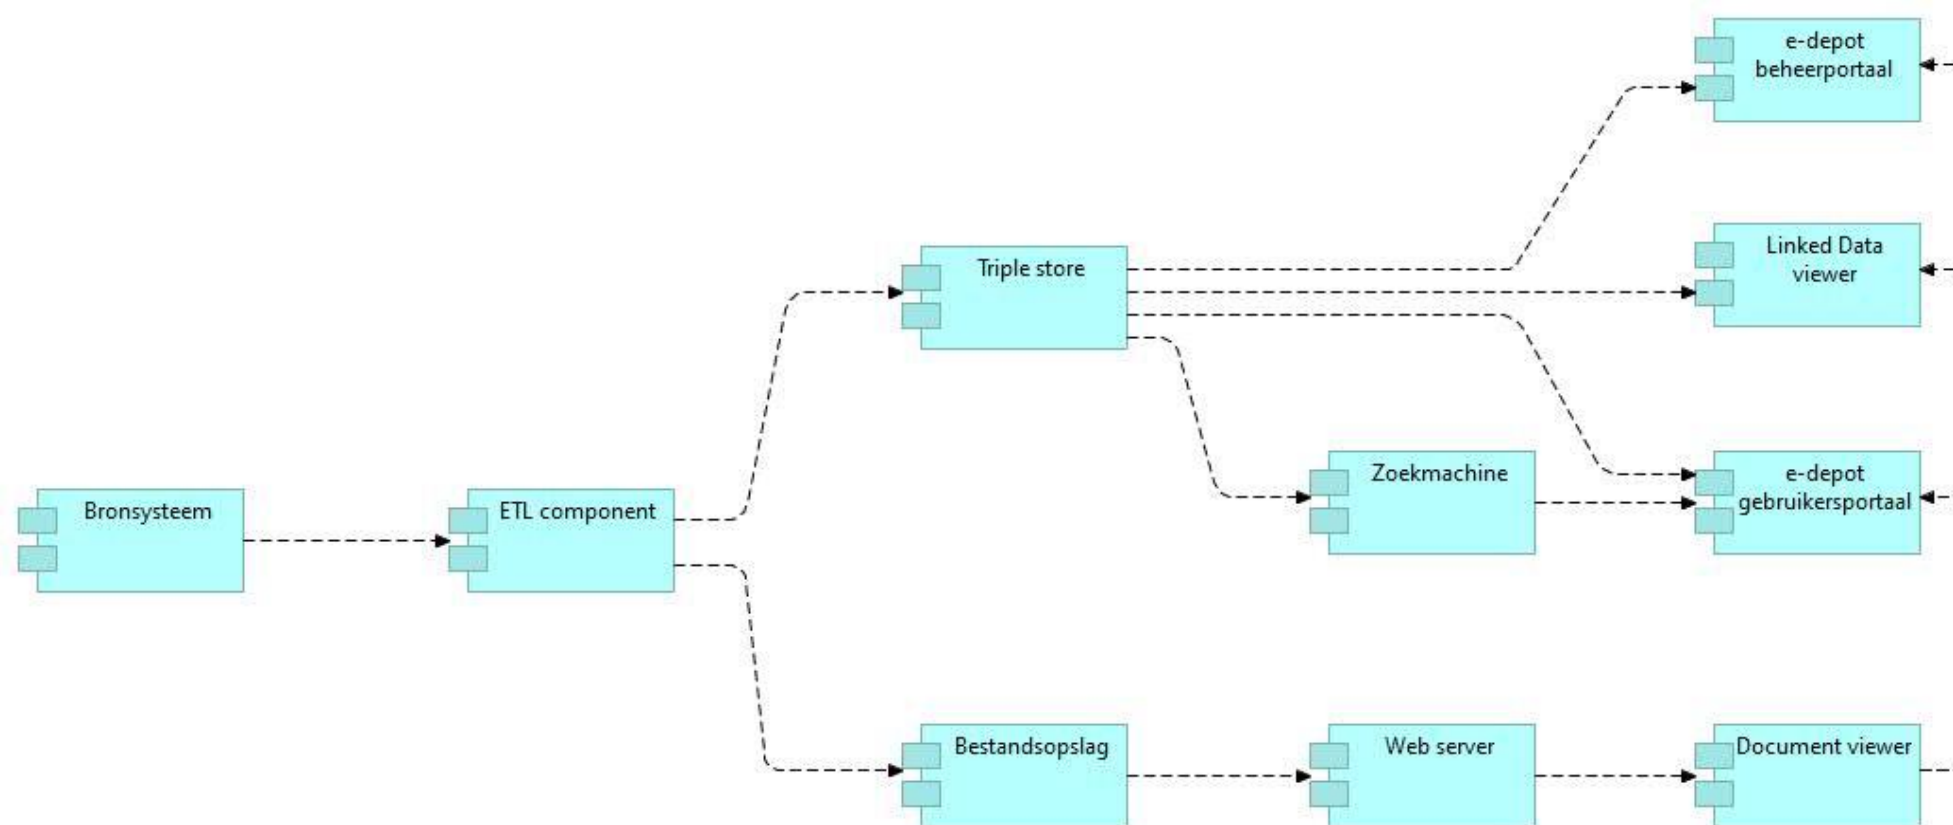 e-depot
beheerportaal
Linked Data
viewer
Triple store
Zoekmachine
e-depot
gebruikersportaal
Bronsysteem
ETL component
Bestandsopslag
Web server
Document viewer